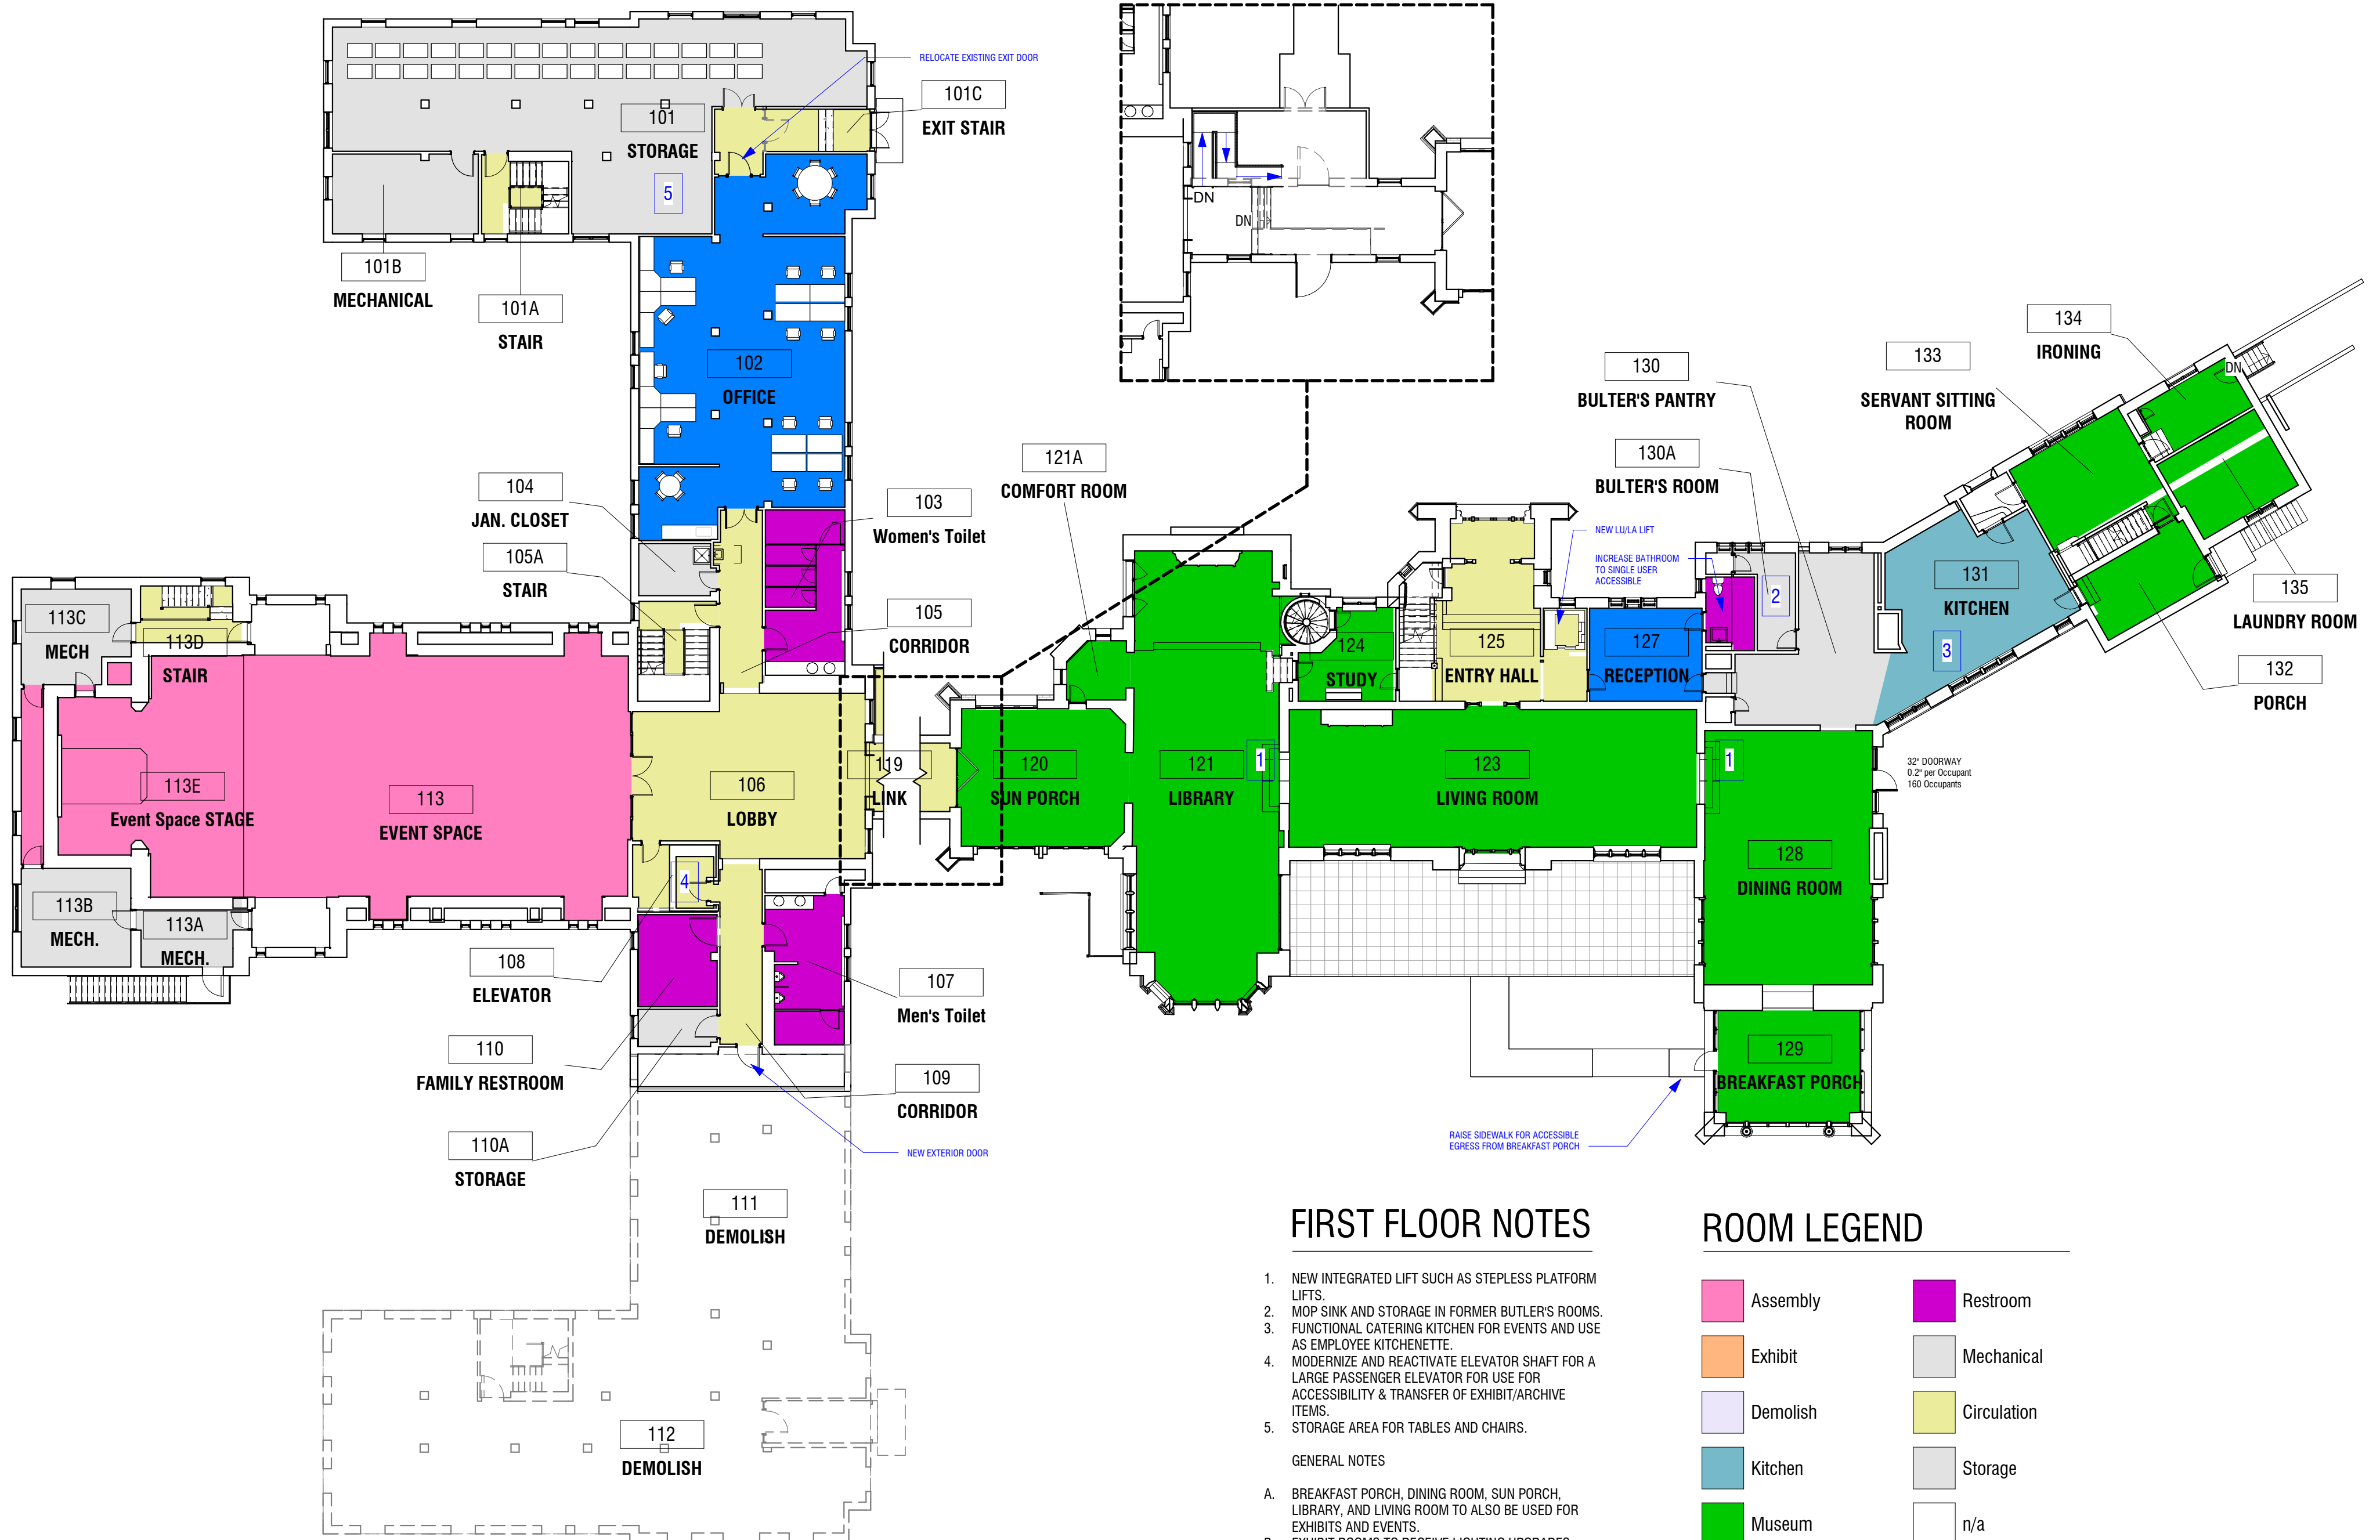 RELOCATE EXISTING EXIT DOOR
101C
EXIT STAIR
101
STORAGE
5
101B
MECHANICAL
101A
STAIR
DN
DN
102
OFFICE
104
JAN. CLOSET
105A
STAIR
103
Women's Toilet
105
CORRIDOR
121A
COMFORT ROOM
130
BULTER'S PANTRY
130A
BULTER'S ROOM
133
SERVANT SITTING
ROOM
134
IRONING
DN
NEW LU/LA LIFT
INCREASE BATHROOM
TO SINGLE USER
ACCESSIBLE
2
131
KITCHEN
3
135
LAUNDRY ROOM
132
PORCH
113C
MECH
113D
STAIR
124
STUDY
125
ENTRY HALL
127
RECEPTION
113E
Event Space STAGE
113
EVENT SPACE
106
LOBBY
119
LINK
120
SUN PORCH
121
LIBRARY
1
123
LIVING ROOM
1
32" DOORWAY
0.2" per Occupant
160 Occupants
128
DINING ROOM
4
113B
MECH.
113A
MECH.
108
ELEVATOR
107
Men's Toilet
110
FAMILY RESTROOM
109
CORRIDOR
129
BREAKFAST PORCH
110A
STORAGE
NEW EXTERIOR DOOR
RAISE SIDEWALK FOR ACCESSIBLE
EGRESS FROM BREAKFAST PORCH
111
DEMOLISH
112
DEMOLISH
FIRST FLOOR NOTES
1. NEW INTEGRATED LIFT SUCH AS STEPLESS PLATFORM
LIFTS.
2. MOP SINK AND STORAGE IN FORMER BUTLER'S ROOMS.
3. FUNCTIONAL CATERING KITCHEN FOR EVENTS AND USE
AS EMPLOYEE KITCHENETTE.
4. MODERNIZE AND REACTIVATE ELEVATOR SHAFT FOR A
LARGE PASSENGER ELEVATOR FOR USE FOR
ACCESSIBILITY & TRANSFER OF EXHIBIT/ARCHIVE
ITEMS.
5. STORAGE AREA FOR TABLES AND CHAIRS.
GENERAL NOTES
A. BREAKFAST PORCH, DINING ROOM, SUN PORCH,
LIBRARY, AND LIVING ROOM TO ALSO BE USED FOR
EXHIBITS AND EVENTS.
B. EXHIBIT ROOMS TO RECEIVE LIGHTING UPGRADES
ROOM LEGEND
Assembly
Restroom
Exhibit
Mechanical
Demolish
Circulation
Kitchen
Storage
Museum
n/a